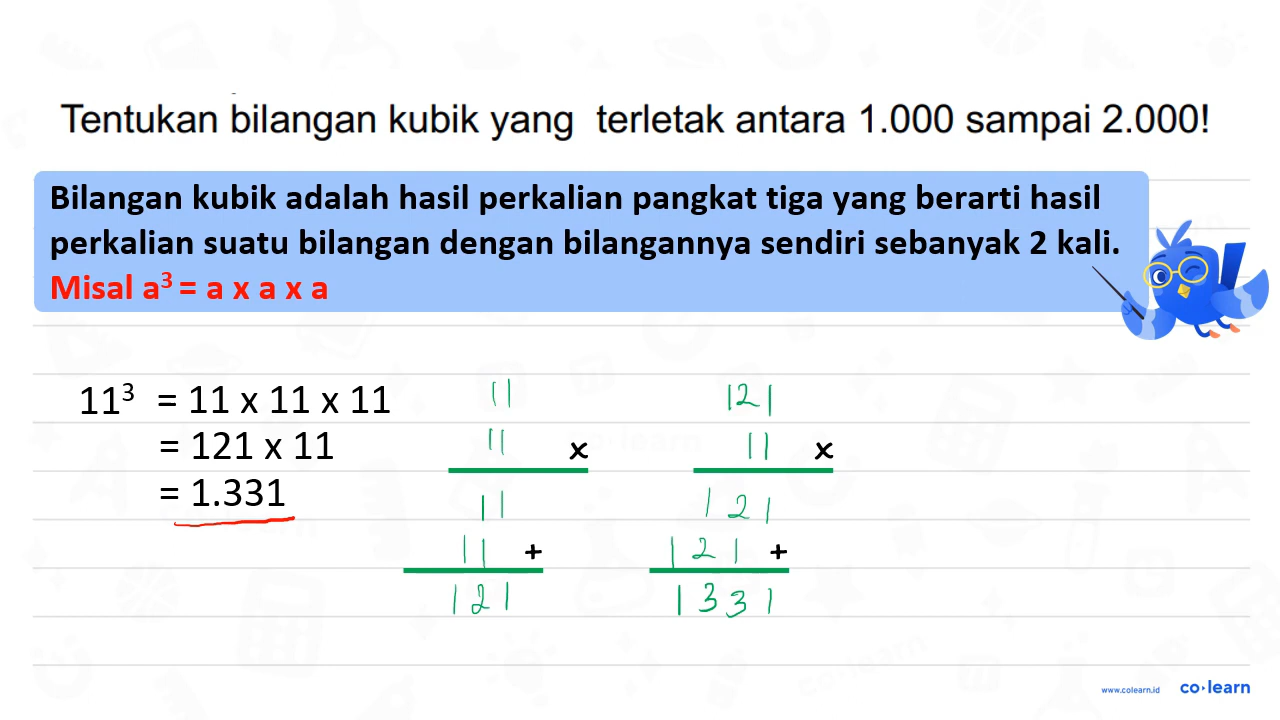 Tentukan bilangan kubik yang terletak antara 1.000 sampai 2.000!
Bilangan kubik adalah hasil perkalian pangkat tiga yang berarti hasil
perkalian suatu bilangan dengan bilangannya sendiri sebanyak 2 kali.
Misal a³ = a x a x a
11³ = 11 x 11 x 11
= 121 x 11
= 1.331
11
11 x
11
11 +
121
121
11 x
121
121 +
1331
www.colearn.id
co·learn